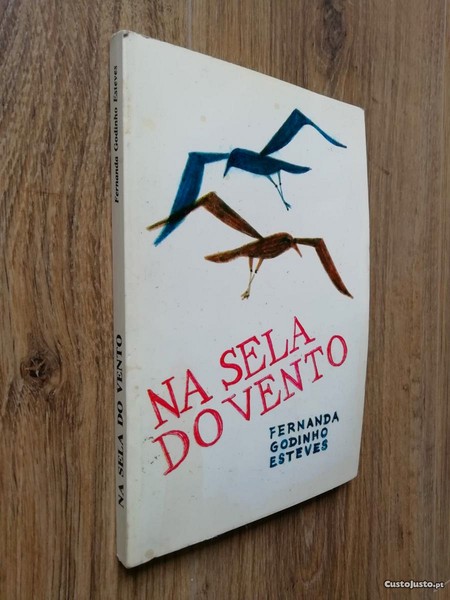 Fernanda Godinho Esteves
NA SELA DO VENTO
NA SELA
DO VENTO
FERNANDA
GODINHO
ESTEVES
CustoJusto.pt